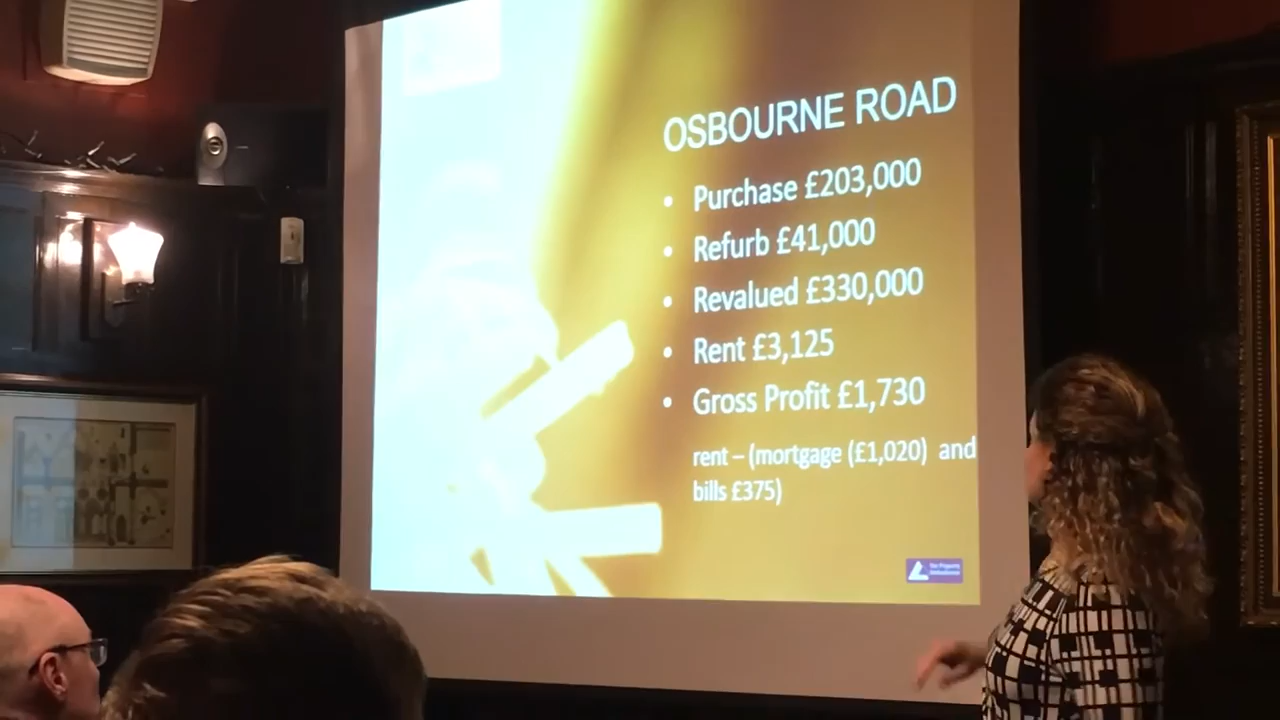 OSBOURNE ROAD
• Purchase £203,000
• Refurb £41,000
• Revalued £330,000
• Rent £3,125
• Gross Profit £1,730
rent – (mortgage (£1,020) and
bills £375)